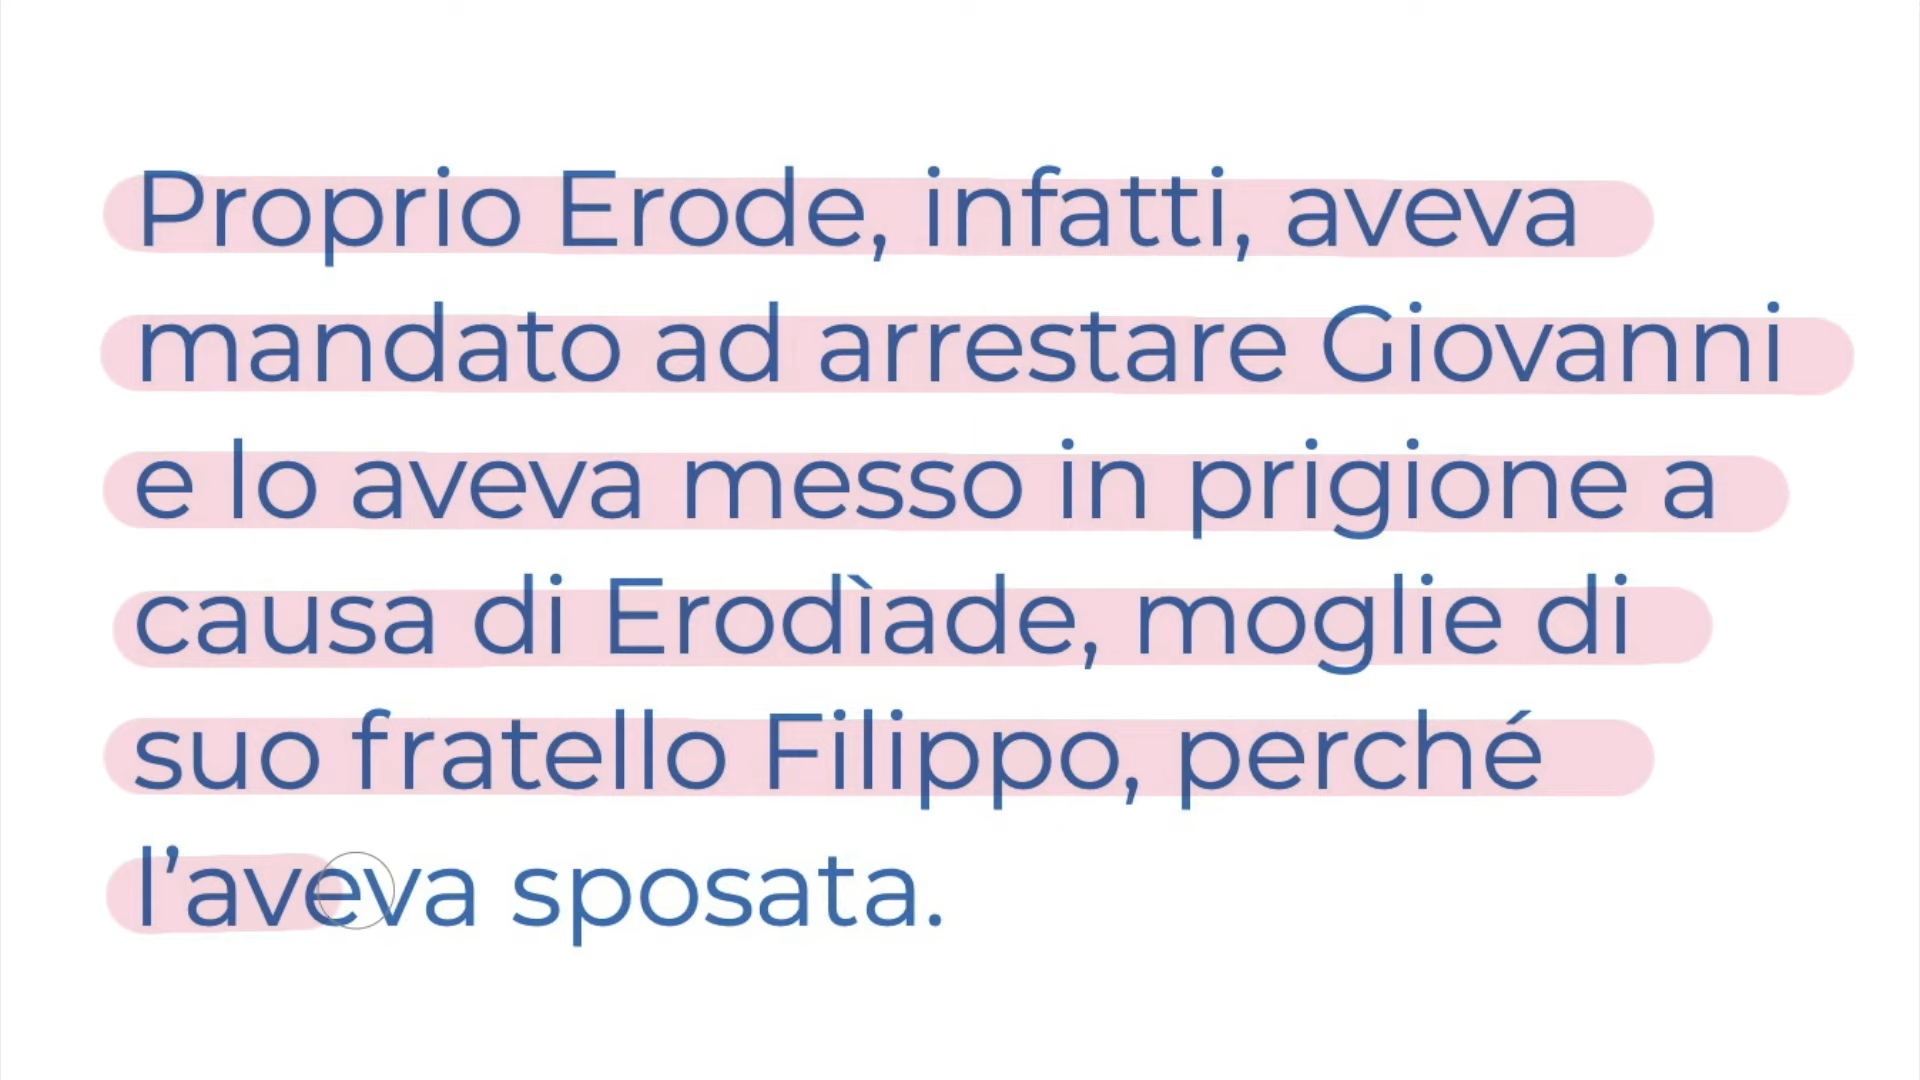 Proprio Erode, infatti, aveva
mandato ad arrestare Giovanni
e lo aveva messo in prigione a
causa di Erodìade, moglie di
suo fratello Filippo, perché
l’aveva sposata.